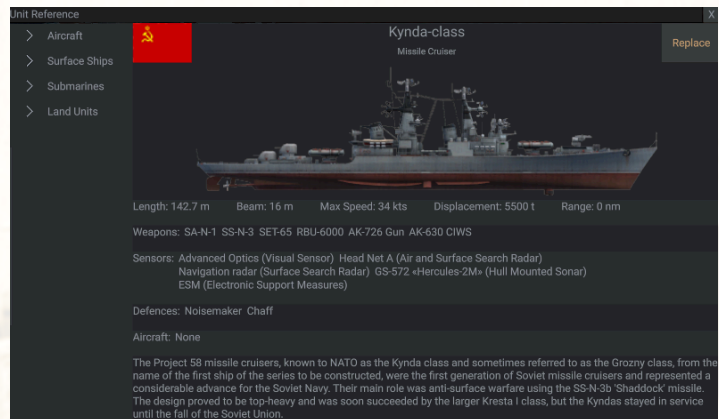 Unit Reference
X
Aircraft
Surface Ships
Submarines
Land Units
Kynda-class
Missile Cruiser
Replace
Length: 142.7 m Beam: 16 m Max Speed: 34 kts Displacement: 5500 t Range: 0 nm
Weapons: SA-N-1 SS-N-3 SET-65 RBU-6000 AK-726 Gun AK-630 CIWS
Sensors: Advanced Optics (Visual Sensor) Head Net A (Air and Surface Search Radar)
Navigation radar (Surface Search Radar) GS-572 «Hercules-2M» (Hull Mounted Sonar)
ESM (Electronic Support Measures)
Defences: Noisemaker Chaff
Aircraft: None
The Project 58 missile cruisers, known to NATO as the Kynda class and sometimes referred to as the Grozny class, from the
name of the first ship of the series to be constructed, were the first generation of Soviet missile cruisers and represented a
considerable advance for the Soviet Navy. Their main role was anti-surface warfare using the SS-N-3b 'Shaddock' missile.
The design proved to be top-heavy and was soon succeeded by the larger Kresta I class, but the Kyndas stayed in service
until the fall of the Soviet Union.